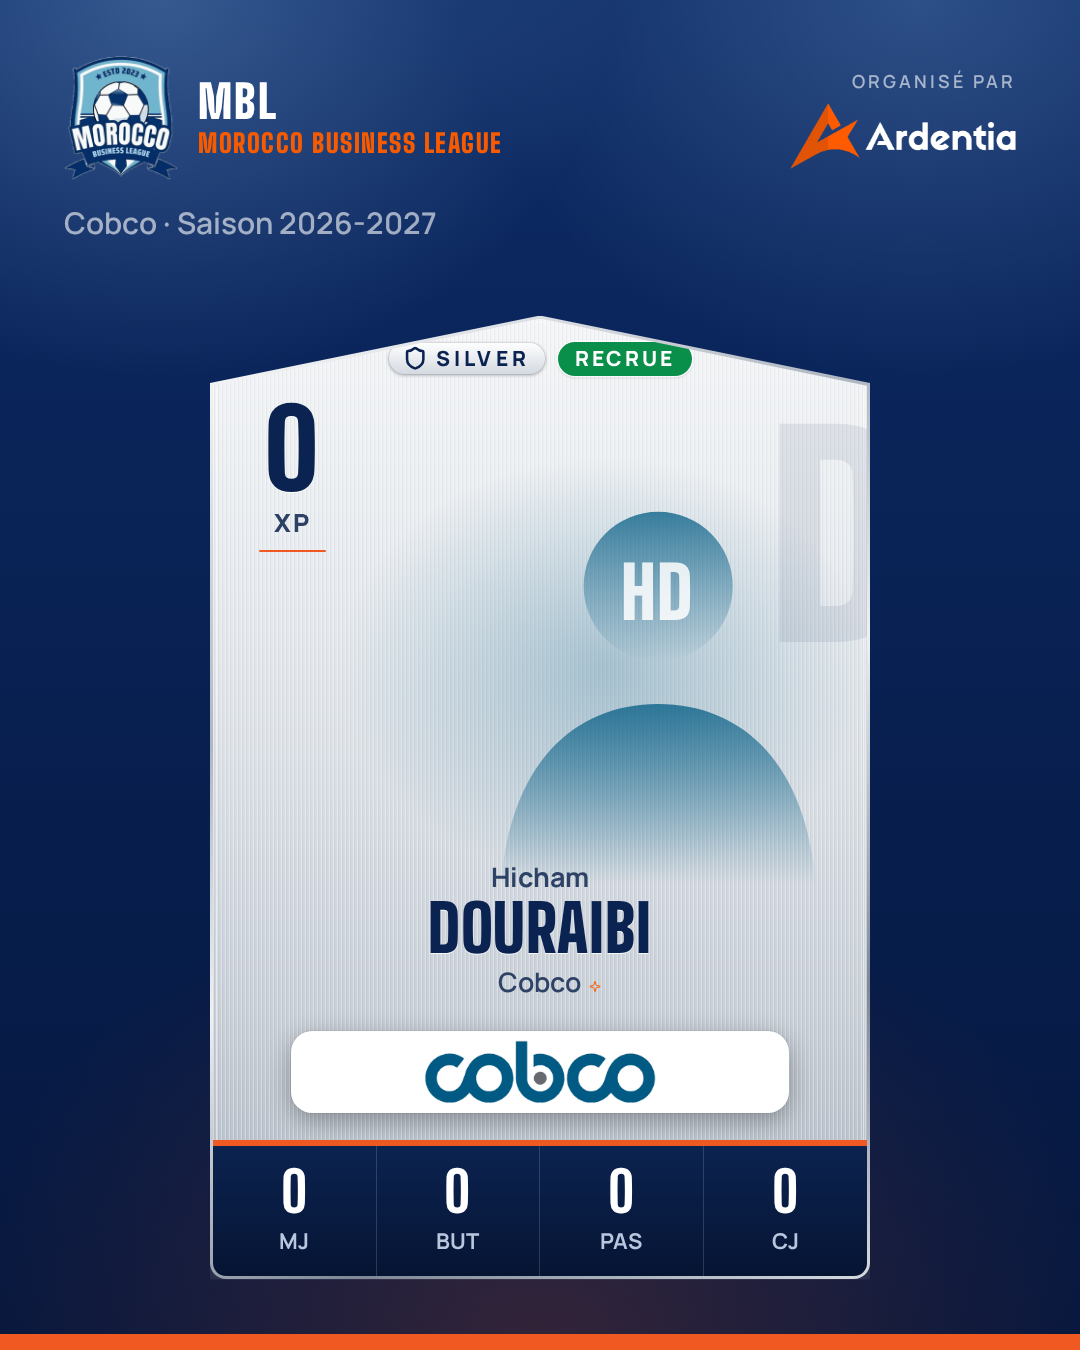 ★ ESTD 2023 ★
MOROCCO
BUSINESS LEAGUE
MBL
MOROCCO BUSINESS LEAGUE
ORGANISÉ PAR
Ardentia
Cobco · Saison 2026-2027
SILVER
RECRUE
0
XP
D
HD
Hicham
DOURAIBI
Cobco
cobco
0 0 0 0
MJ BUT PAS CJ